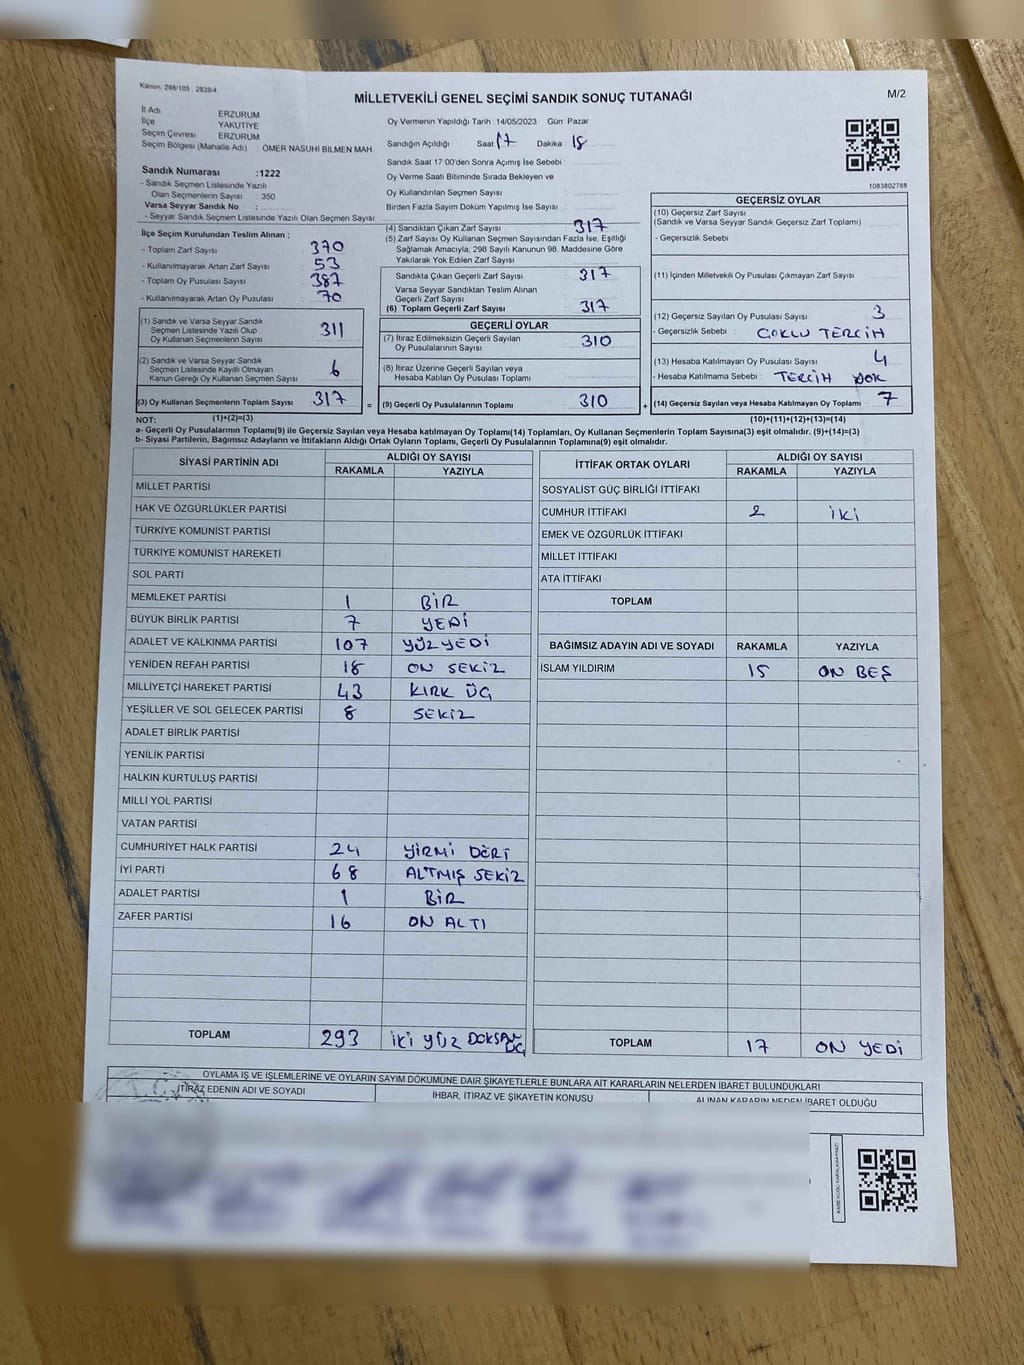 Kanun. 298/105 , 2839/4
MİLLETVEKİLİ GENEL SEÇİMİ SANDIK SONUÇ TUTANAĞI
M/2
İl Adı ERZURUM
İlçe YAKUTİYE
Seçim Çevresi ERZURUM
Seçim Bölgesi (Mahalle Adı) : ÖMER NASUHİ BİLMEN MAH
Oy Vermenin Yapıldığı Tarih :14/05/2023 Gün Pazar
Sandığın Açıldığı Saat 17 Dakika 18
Sandık Saat 17:00'den Sonra Açımış İse Sebebi
Oy Verme Saati Bitiminde Sırada Bekleyen ve
Oy Kullandırılan Seçmen Sayısı
Birden Fazla Sayım Döküm Yapılmış İse Sayısı :
1083802788
Sandık Numarası :1222
- Sandık Seçmen Listesinde Yazılı
Olan Seçmenlerin Sayısı 350
Varsa Seyyar Sandık No :
- Seyyar Sandık Seçmen Listesinde Yazılı Olan Seçmen Sayısı:
İlçe Seçim Kurulundan Teslim Alınan ;
- Toplam Zarf Sayısı 370
- Kullanılmayarak Artan Zarf Sayısı 53
- Toplam Oy Pusulası Sayısı 387
- Kullanılmayarak Artan Oy Pusulası 70
(1) Sandık ve Varsa Seyyar Sandık
Seçmen Listesinde Yazılı Olup
Oy Kullanan Seçmenlerin Sayısı 311
(2) Sandık ve Varsa Seyyar Sandık
Seçmen Listesinde Kayıtlı Olmayan
Kanun Gereği Oy Kullanan Seçmen Sayısı 6
(3) Oy Kullanan Seçmenlerin Toplam Sayısı 317 =
(4) Sandıktan Çıkan Zarf Sayısı 317
(5) Zarf Sayısı Oy Kullanan Seçmen Sayısından Fazla İse, Eşitliği
Sağlamak Amacıyla, 298 Sayılı Kanunun 98. Maddesine Göre
Yakılarak Yok Edilen Zarf Sayısı
Sandıkta Çıkan Geçerli Zarf Sayısı 317
Varsa Seyyar Sandıktan Teslim Alınan
Geçerli Zarf Sayısı
(6) Toplam Geçerli Zarf Sayısı 317
GEÇERLİ OYLAR
(7) İtiraz Edilmeksizin Geçerli Sayılan
Oy Pusulalarının Sayısı 310
(8) İtiraz Üzerine Geçerli Sayılan veya
Hesaba Katılan Oy Pusulası Toplamı
(9) Geçerli Oy Pusulalarının Toplamı 310 +
GEÇERSİZ OYLAR
(10) Geçersiz Zarf Sayısı
(Sandık ve Varsa Seyyar Sandık Geçersiz Zarf Toplamı)
- Geçersizlik Sebebi
(11) İçinden Milletvekili Oy Pusulası Çıkmayan Zarf Sayısı
(12) Geçersiz Sayılan Oy Pusulası Sayısı 3
- Geçersizlik Sebebi : ÇOKLU TERCİH
(13) Hesaba Katılmayan Oy Pusulası Sayısı 4
- Hesaba Katılmama Sebebi : TERCİH YOK
(14) Geçersiz Sayılan veya Hesaba Katılmayan Oy Toplamı 7
NOT: (1)+(2)=(3) (10)+(11)+(12)+(13)=(14)
a- Geçerli Oy Pusulalarının Toplamı(9) ile Geçersiz Sayılan veya Hesaba katılmayan Oy Toplamı(14) Toplamları, Oy Kullanan Seçmenlerin Toplam Sayısına(3) eşit olmalıdır. (9)+(14)=(3)
b- Siyasi Partilerin, Bağımsız Adayların ve İttifakların Aldığı Ortak Oyların Toplamı, Geçerli Oy Pusulalarının Toplamına(9) eşit olmalıdır.
SİYASİ PARTİNİN ADI ALDIĞI OY SAYISI
RAKAMLA YAZIYLA
MİLLET PARTİSİ
HAK VE ÖZGÜRLÜKLER PARTİSİ
TÜRKİYE KOMÜNİST PARTİSİ
TÜRKİYE KOMÜNİST HAREKETİ
SOL PARTİ
MEMLEKET PARTİSİ 1 BİR
BÜYÜK BİRLİK PARTİSİ 7 YEDİ
ADALET VE KALKINMA PARTİSİ 107 YÜZ YEDİ
YENİDEN REFAH PARTİSİ 18 ON SEKİZ
MİLLİYETÇİ HAREKET PARTİSİ 43 KIRK ÜÇ
YEŞİLLER VE SOL GELECEK PARTİSİ 8 SEKİZ
ADALET BİRLİK PARTİSİ
YENİLİK PARTİSİ
HALKIN KURTULUŞ PARTİSİ
MİLLİ YOL PARTİSİ
VATAN PARTİSİ
CUMHURİYET HALK PARTİSİ 24 YİRMİ DÖRT
İYİ PARTİ 68 ALTMIŞ SEKİZ
ADALET PARTİSİ 1 BİR
ZAFER PARTİSİ 16 ON ALTI
TOPLAM 293 İKİ YÜZ DOKSAN ÜÇ
İTTİFAK ORTAK OYLARI ALDIĞI OY SAYISI
RAKAMLA YAZIYLA
SOSYALİST GÜÇ BİRLİĞİ İTTİFAKI
CUMHUR İTTİFAKI 2 İKİ
EMEK VE ÖZGÜRLÜK İTTİFAKI
MİLLET İTTİFAKI
ATA İTTİFAKI
TOPLAM
BAĞIMSIZ ADAYIN ADI VE SOYADI RAKAMLA YAZIYLA
İSLAM YILDIRIM 15 ON BEŞ
TOPLAM 17 ON YEDİ
OYLAMA İŞ VE İŞLEMLERİNE VE OYLARIN SAYIM DÖKÜMÜNE DAİR ŞİKAYETLERLE BUNLARA AİT KARARLARIN NELERDEN İBARET BULUNDUKLARI
İTİRAZ EDENİN ADI VE SOYADI İHBAR, İTİRAZ VE ŞİKAYETİN KONUSU ALINAN KARARIN NEDEN İBARET OLDUĞU